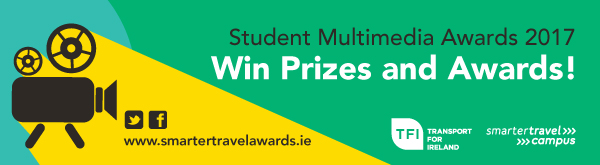 Student Multimedia Awards 2017
Win Prizes and Awards!
www.smartertravelawards.ie
TFI
TRANSPORT
FOR
IRELAND
smartertravel
campus